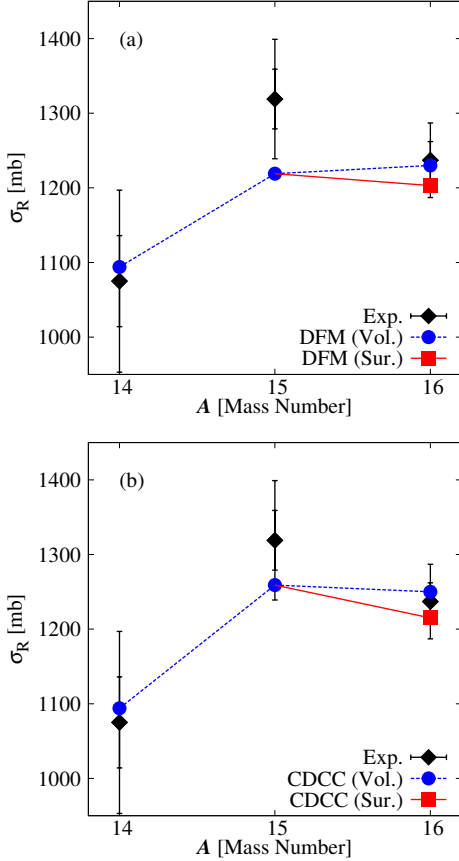 (a)
1400
1300
1200
1100
1000
σR [mb]
Exp.
DFM (Vol.)
DFM (Sur.)
14 15 16
A [Mass Number]
(b)
1400
1300
1200
1100
1000
σR [mb]
Exp.
CDCC (Vol.)
CDCC (Sur.)
14 15 16
A [Mass Number]